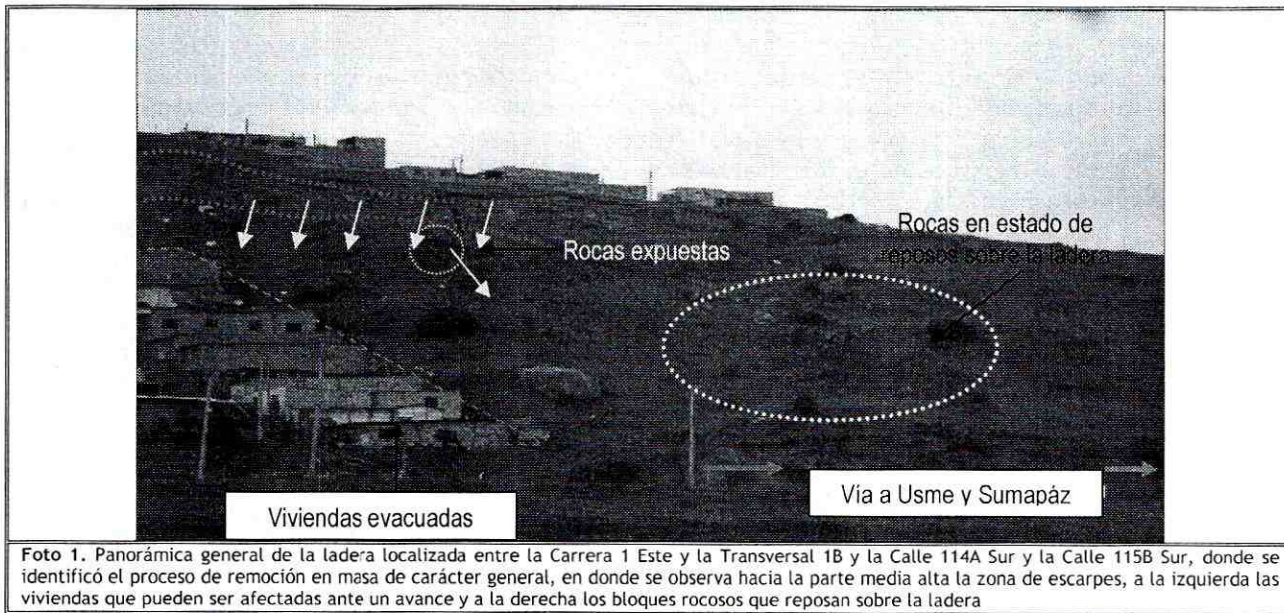 Rocas expuestas
Rocas en estado de
reposos sobre la ladera
Viviendas evacuadas
Vía a Usme y Sumapáz
Foto 1. Panorámica general de la ladera localizada entre la Carrera 1 Este y la Transversal 1B y la Calle 114A Sur y la Calle 115B Sur, donde se
identificó el proceso de remoción en masa de carácter general, en donde se observa hacia la parte media alta la zona de escarpes, a la izquierda las
viviendas que pueden ser afectadas ante un avance y a la derecha los bloques rocosos que reposan sobre la ladera